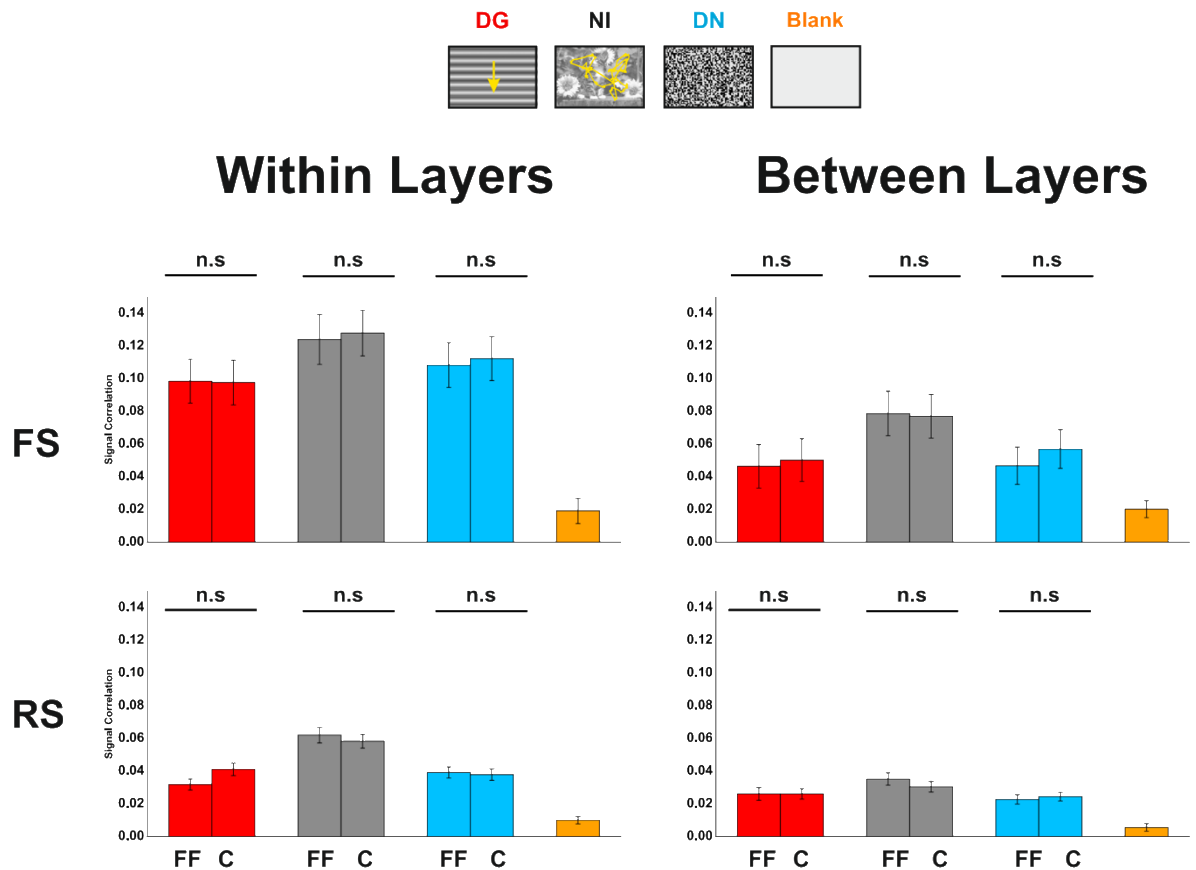 DG NI DN Blank
Within Layers Between Layers
n.s n.s n.s n.s n.s n.s
FS
Signal Correlation
0.14 0.14
0.12 0.12
0.10 0.10
0.08 0.08
0.06 0.06
0.04 0.04
0.02 0.02
0.00 0.00
n.s n.s n.s n.s n.s n.s
RS
Signal Correlation
0.14 0.14
0.12 0.12
0.10 0.10
0.08 0.08
0.06 0.06
0.04 0.04
0.02 0.02
0.00 0.00
FF C FF C FF C FF C FF C FF C